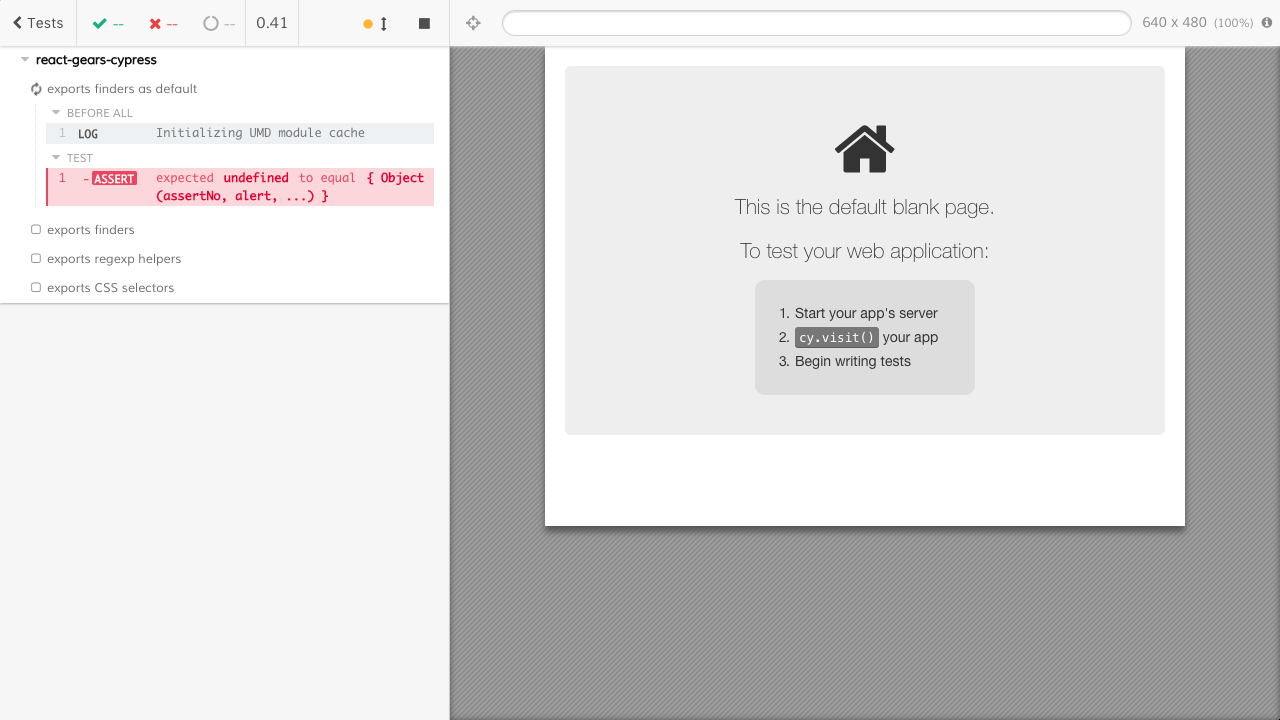 Tests
--
--
--
0.41
640 x 480 (100%)
react-gears-cypress
exports finders as default
BEFORE ALL
1 LOG Initializing UMD module cache
TEST
1 -ASSERT expected undefined to equal { Object
(assertNo, alert, ...) }
exports finders
exports regexp helpers
exports CSS selectors
This is the default blank page.
To test your web application:
1. Start your app's server
2. cy.visit() your app
3. Begin writing tests